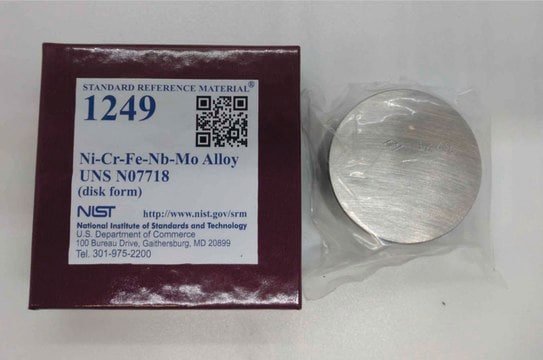 STANDARD REFERENCE MATERIAL®
1249
Ni-Cr-Fe-Nb-Mo Alloy
UNS N07718
(disk form)
NIST http://www.nist.gov/srm
National Institute of Standards and Technology
U.S. Department of Commerce
100 Bureau Drive, Gaithersburg, MD 20899
Tel. 301-975-2200